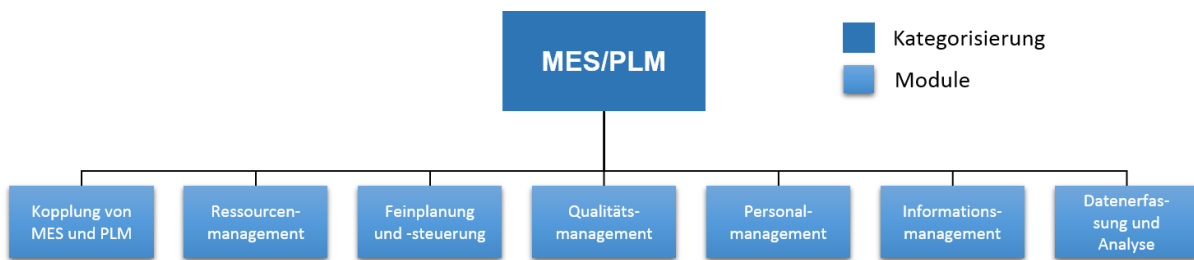 MES/PLM
Kategorisierung
Module
Kopplung von
MES und PLM
Ressourcen-
management
Feinplanung
und -steuerung
Qualitäts-
management
Personal-
management
Informations-
management
Datenerfas-
sung und
Analyse